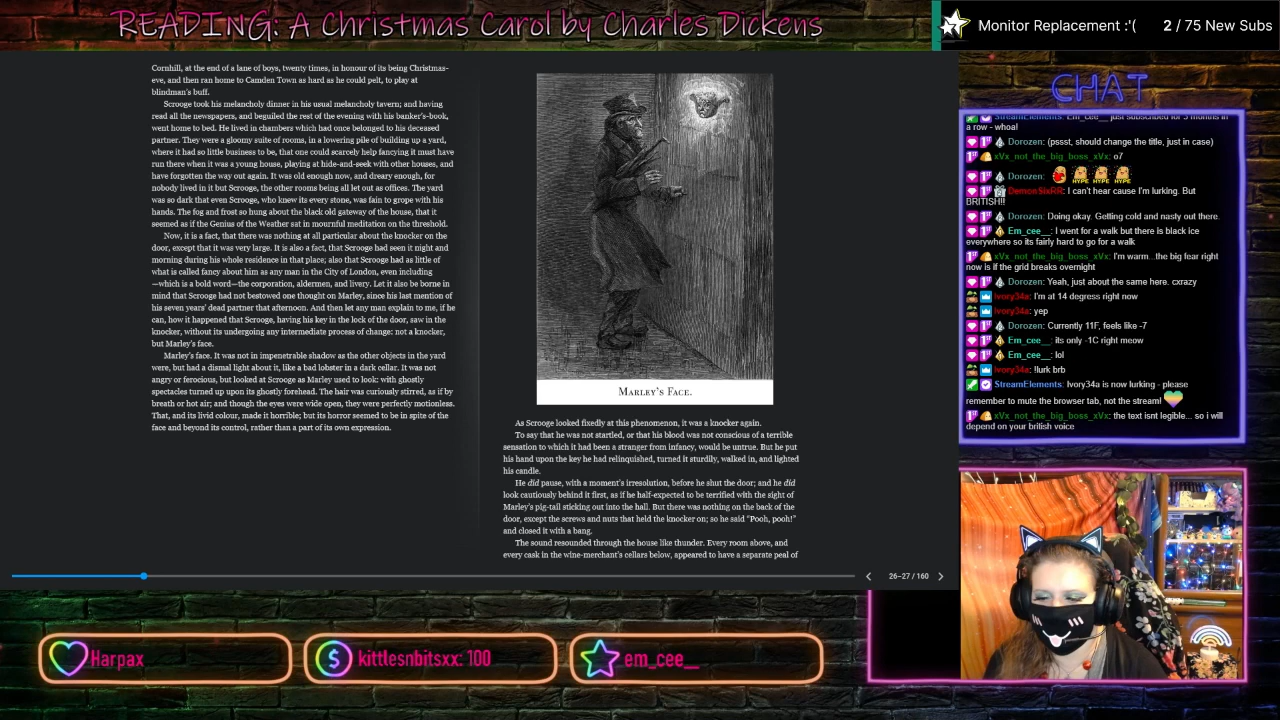 READING: A Christmas Carol by Charles Dickens
Monitor Replacement :'( 2 / 75 New Subs
Cornhill, at the end of a lane of boys, twenty times, in honour of its being Christmas-
eve, and then ran home to Camden Town as hard as he could pelt, to play at
blindman's buff.
Scrooge took his melancholy dinner in his usual melancholy tavern; and having
read all the newspapers, and beguiled the rest of the evening with his banker's-book,
went home to bed. He lived in chambers which had once belonged to his deceased
partner. They were a gloomy suite of rooms, in a lowering pile of building up a yard,
where it had so little business to be, that one could scarcely help fancying it must have
run there when it was a young house, playing at hide-and-seek with other houses, and
have forgotten the way out again. It was old enough now, and dreary enough, for
nobody lived in it but Scrooge, the other rooms being all let out as offices. The yard
was so dark that even Scrooge, who knew its every stone, was fain to grope with his
hands. The fog and frost so hung about the black old gateway of the house, that it
seemed as if the Genius of the Weather sat in mournful meditation on the threshold.
Now, it is a fact, that there was nothing at all particular about the knocker on the
door, except that it was very large. It is also a fact, that Scrooge had seen it night and
morning during his whole residence in that place; also that Scrooge had as little of
what is called fancy about him as any man in the City of London, even including
—which is a bold word—the corporation, aldermen, and livery. Let it also be borne in
mind that Scrooge had not bestowed one thought on Marley, since his last mention of
his seven years' dead partner that afternoon. And then let any man explain to me, if he
can, how it happened that Scrooge, having his key in the lock of the door, saw in the
knocker, without its undergoing any intermediate process of change: not a knocker,
but Marley's face.
Marley's face. It was not in impenetrable shadow as the other objects in the yard
were, but had a dismal light about it, like a bad lobster in a dark cellar. It was not
angry or ferocious, but looked at Scrooge as Marley used to look: with ghostly
spectacles turned up upon its ghostly forehead. The hair was curiously stirred, as if by
breath or hot air; and though the eyes were wide open, they were perfectly motionless.
That, and its livid colour, made it horrible; but its horror seemed to be in spite of the
face and beyond its control, rather than a part of its own expression.
MARLEY'S FACE.
As Scrooge looked fixedly at this phenomenon, it was a knocker again.
To say that he was not startled, or that his blood was not conscious of a terrible
sensation to which it had been a stranger from infancy, would be untrue. But he put
his hand upon the key he had relinquished, turned it sturdily, walked in, and lighted
his candle.
He did pause, with a moment's irresolution, before he shut the door; and he did
look cautiously behind it first, as if he half-expected to be terrified with the sight of
Marley's pig-tail sticking out into the hall. But there was nothing on the back of the
door, except the screws and nuts that held the knocker on; so he said "Pooh, pooh!"
and closed it with a bang.
The sound resounded through the house like thunder. Every room above, and
every cask in the wine-merchant's cellars below, appeared to have a separate peal of
26-27 / 160
CHAT
StreamElements: Em_cee__ just subscribed for 3 months in
a row - whoa!
Dorozen: (pssst, should change the title, just in case)
xVx_not_the_big_boss_xVx: o7
Dorozen: HYPE HYPE HYPE
DemonSixRR: I can't hear cause I'm lurking. But
BRITISH!!
Dorozen: Doing okay. Getting cold and nasty out there.
Em_cee__: I went for a walk but there is black ice
everywhere so its fairly hard to go for a walk
xVx_not_the_big_boss_xVx: I'm warm...the big fear right
now is if the grid breaks overnight
Dorozen: Yeah, just about the same here. cxrazy
Ivory34a: I'm at 14 degress right now
Ivory34a: yep
Dorozen: Currently 11F, feels like -7
Em_cee__: its only -1C right meow
Em_cee__: lol
Ivory34a: !lurk brb
StreamElements: Ivory34a is now lurking - please
remember to mute the browser tab, not the stream!
xVx_not_the_big_boss_xVx: the text isnt legible... so i will
depend on your british voice
Harpax
kittlesnbitsxx: 100
em_cee__